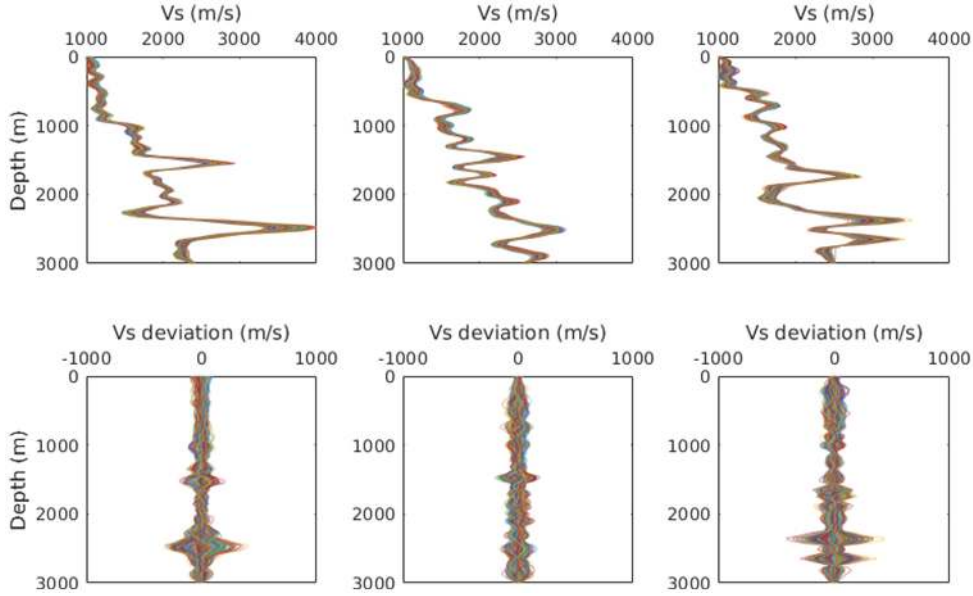 Vs (m/s) Vs (m/s) Vs (m/s)
1000 2000 3000 4000 1000 2000 3000 4000 1000 2000 3000 4000
0 0 0
1000 1000 1000
2000 2000 2000
3000 3000 3000
Depth (m)
Vs deviation (m/s) Vs deviation (m/s) Vs deviation (m/s)
-1000 0 1000 -1000 0 1000 -1000 0 1000
0 0 0
1000 1000 1000
2000 2000 2000
3000 3000 3000
Depth (m)